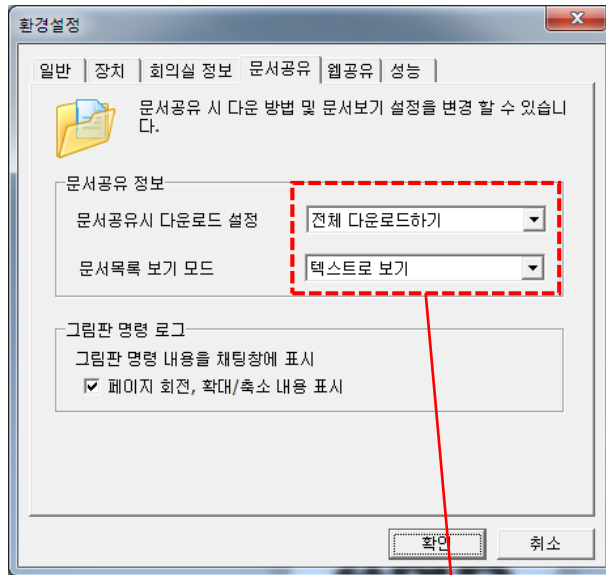 환경설정
일반 장치 회의실 정보 문서공유 웹공유 성능
문서공유 시 다운 방법 및 문서보기 설정을 변경 할 수 있습니
다.
문서공유 정보
문서공유시 다운로드 설정 전체 다운로드하기
문서목록 보기 모드 텍스트로 보기
그림판 명령 로그
그림판 명령 내용을 채팅창에 표시
페이지 회전, 확대/축소 내용 표시
확인 취소